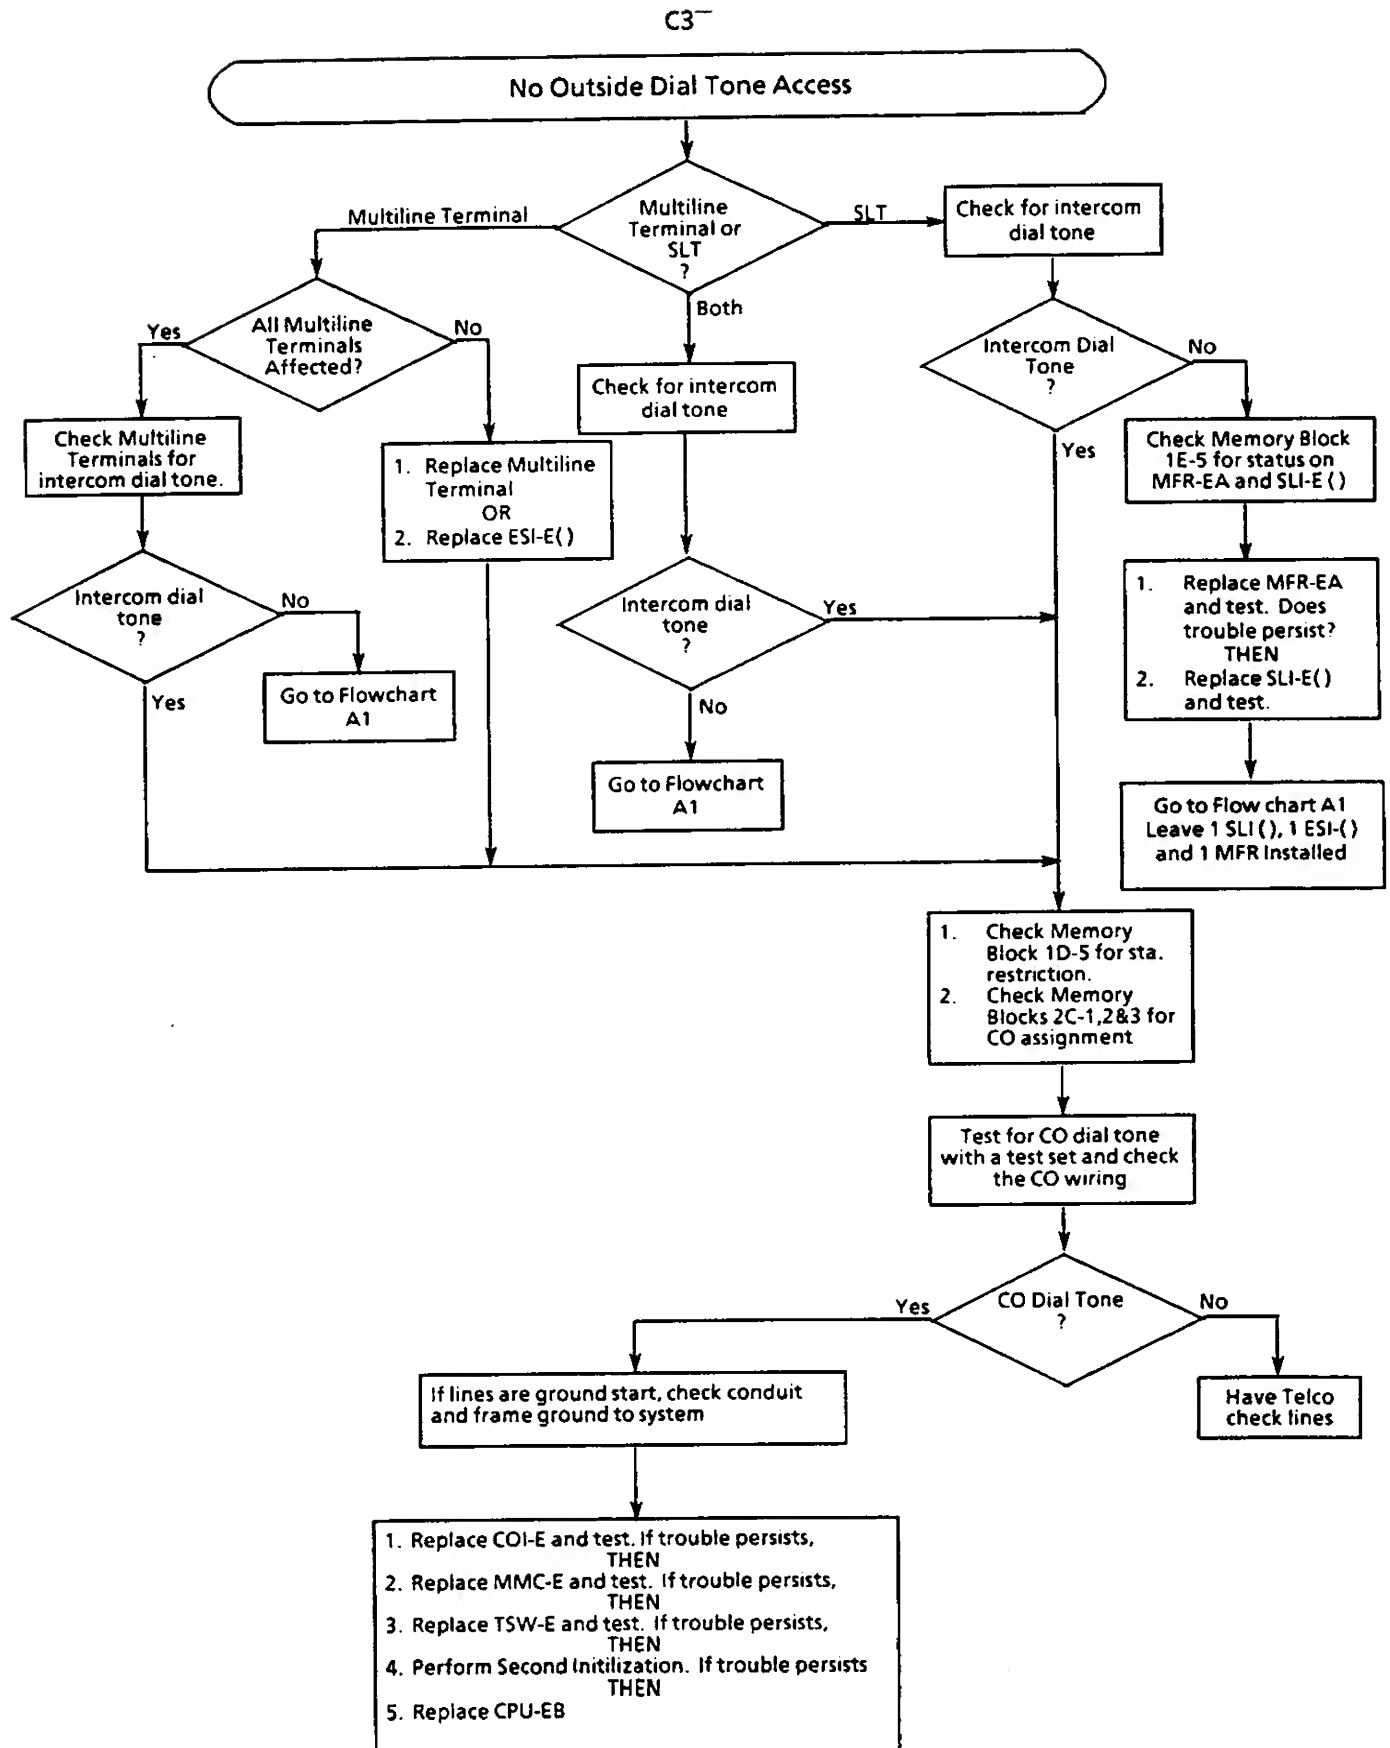 C3
No Outside Dial Tone Access
Multiline
Terminal or
SLT
?
Multiline Terminal
SLT
Both
Check for intercom
dial tone
All Multiline
Terminals
Affected?
Yes
No
Check for intercom
dial tone
Intercom Dial
Tone
?
No
Yes
Check Multiline
Terminals for
intercom dial tone.
1. Replace Multiline
Terminal
OR
2. Replace ESI-E()
Check Memory Block
1E-5 for status on
MFR-EA and SLI-E ()
Intercom dial
tone
?
No
Yes
Go to Flowchart
A1
Intercom dial
tone
?
Yes
No
Go to Flowchart
A1
1. Replace MFR-EA
and test. Does
trouble persist?
THEN
2. Replace SLI-E()
and test.
Go to Flow chart A1
Leave 1 SLI (), 1 ESI-()
and 1 MFR Installed
1. Check Memory
Block 1D-5 for sta.
restriction.
2. Check Memory
Blocks 2C-1,2&3 for
CO assignment
Test for CO dial tone
with a test set and check
the CO wiring
CO Dial Tone
?
Yes
No
If lines are ground start, check conduit
and frame ground to system
Have Telco
check lines
1. Replace COI-E and test. If trouble persists,
THEN
2. Replace MMC-E and test. If trouble persists,
THEN
3. Replace TSW-E and test. If trouble persists,
THEN
4. Perform Second Initilization. If trouble persists
THEN
5. Replace CPU-EB